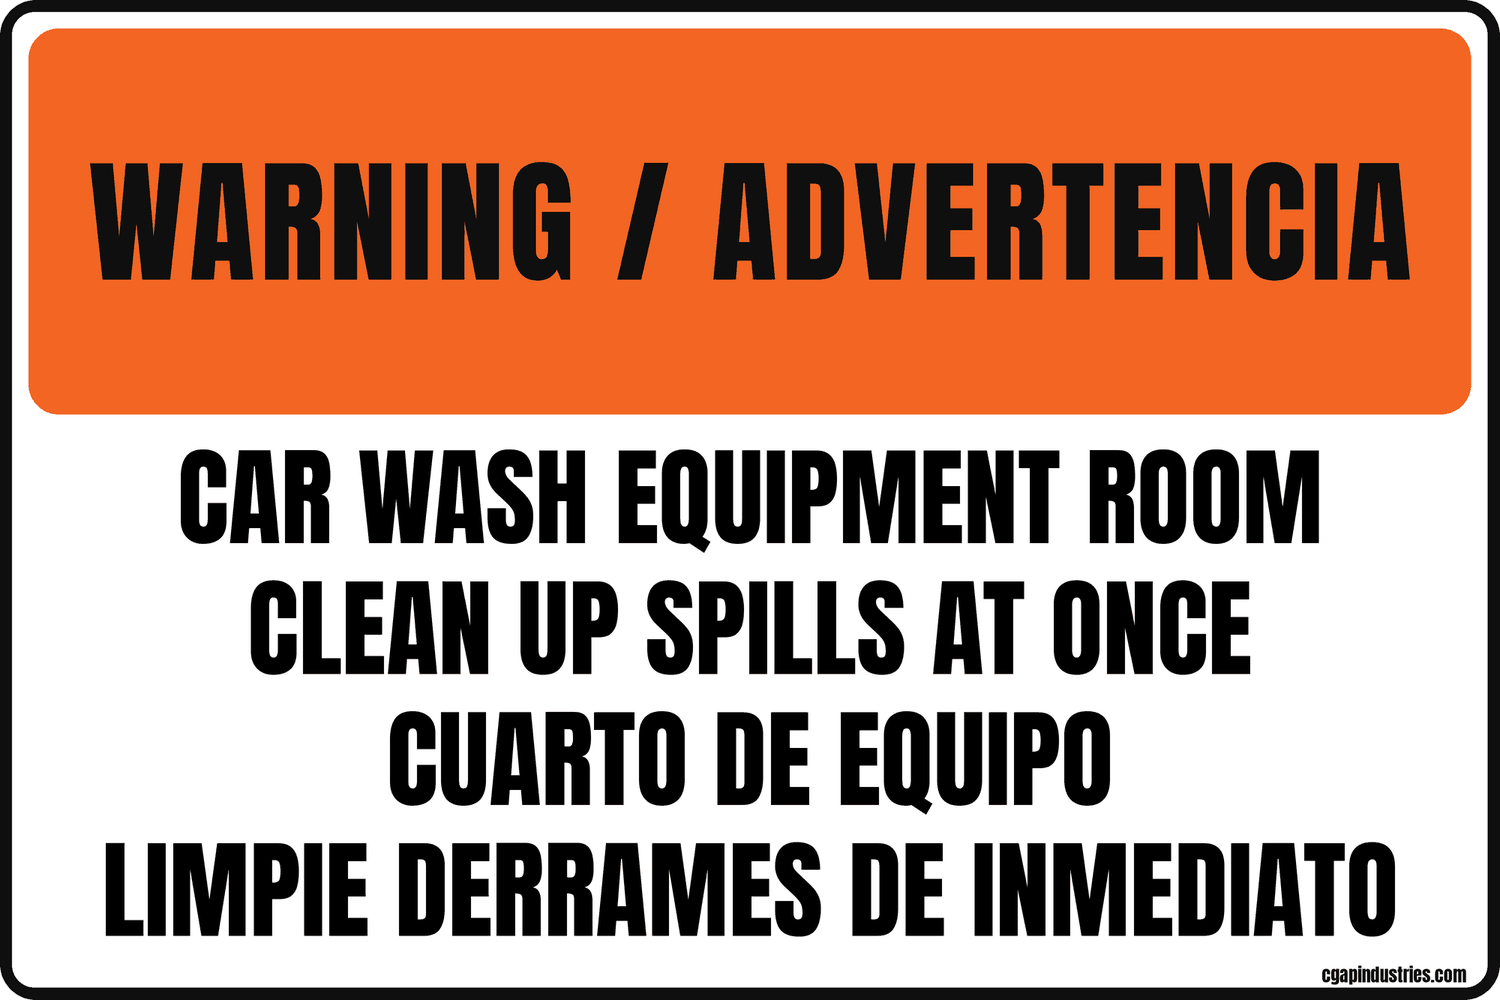 WARNING / ADVERTENCIA
CAR WASH EQUIPMENT ROOM
CLEAN UP SPILLS AT ONCE
CUARTO DE EQUIPO
LIMPIE DERRAMES DE INMEDIATO
cgapindustries.com